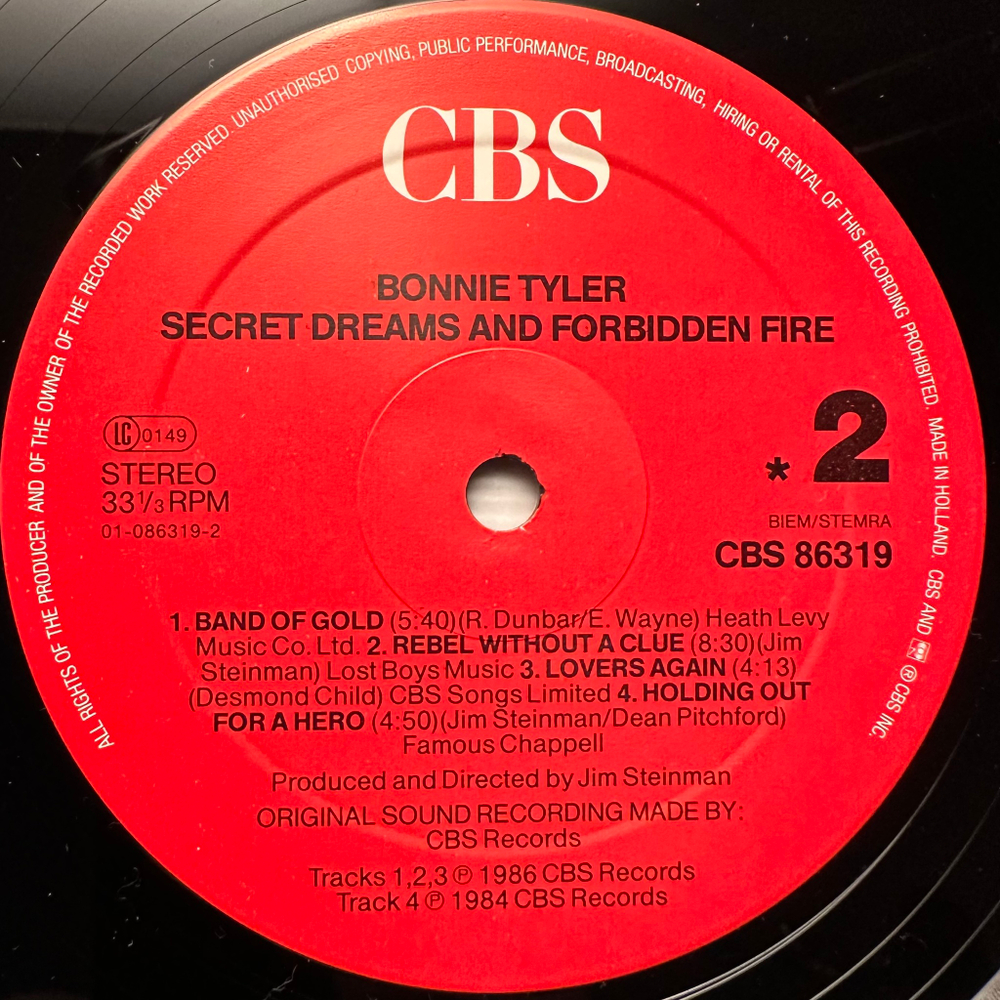 ALL RIGHTS OF THE PRODUCER AND OF THE OWNER OF THE RECORDED WORK RESERVED. UNAUTHORISED COPYING, PUBLIC PERFORMANCE, BROADCASTING, HIRING OR RENTAL OF THIS RECORDING PROHIBITED. MADE IN HOLLAND. CBS AND ® CBS INC.
CBS
BONNIE TYLER
SECRET DREAMS AND FORBIDDEN FIRE
LC 0149
STEREO
33 1/3 RPM
01-086319-2
* 2
BIEM/STEMRA
CBS 86319
1. BAND OF GOLD (5:40)(R. Dunbar/E. Wayne) Heath Levy
Music Co. Ltd. 2. REBEL WITHOUT A CLUE (8:30)(Jim
Steinman) Lost Boys Music 3. LOVERS AGAIN (4:13)
(Desmond Child) CBS Songs Limited 4. HOLDING OUT
FOR A HERO (4:50)(Jim Steinman/Dean Pitchford)
Famous Chappell
Produced and Directed by Jim Steinman
ORIGINAL SOUND RECORDING MADE BY:
CBS Records
Tracks 1,2,3 ℗ 1986 CBS Records
Track 4 ℗ 1984 CBS Records